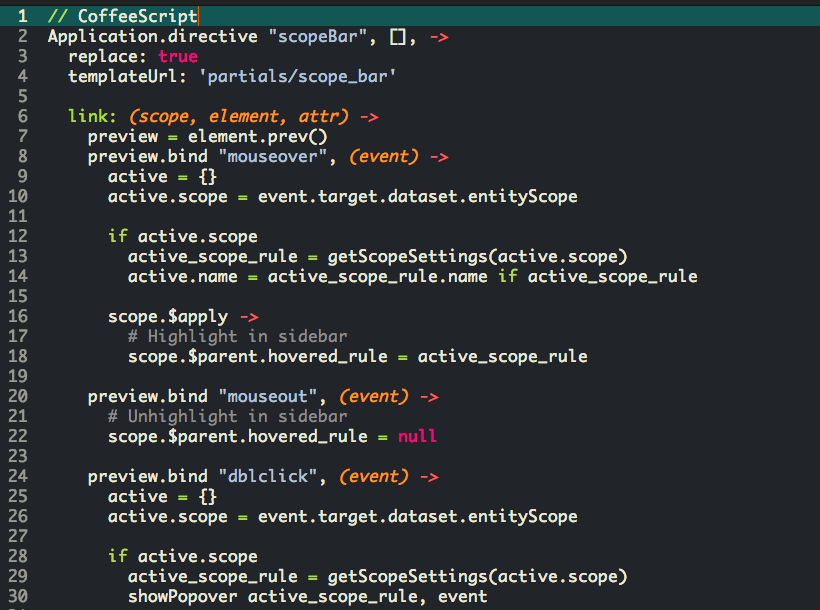 1 // CoffeeScript
2 Application.directive "scopeBar", [], ->
3   replace: true
4   templateUrl: 'partials/scope_bar'
5
6   link: (scope, element, attr) ->
7     preview = element.prev()
8     preview.bind "mouseover", (event) ->
9       active = {}
10       active.scope = event.target.dataset.entityScope
11
12       if active.scope
13         active_scope_rule = getScopeSettings(active.scope)
14         active.name = active_scope_rule.name if active_scope_rule
15
16       scope.$apply ->
17         # Highlight in sidebar
18         scope.$parent.hovered_rule = active_scope_rule
19
20     preview.bind "mouseout", (event) ->
21       # Unhighlight in sidebar
22       scope.$parent.hovered_rule = null
23
24     preview.bind "dblclick", (event) ->
25       active = {}
26       active.scope = event.target.dataset.entityScope
27
28       if active.scope
29         active_scope_rule = getScopeSettings(active.scope)
30         showPopover active_scope_rule, event